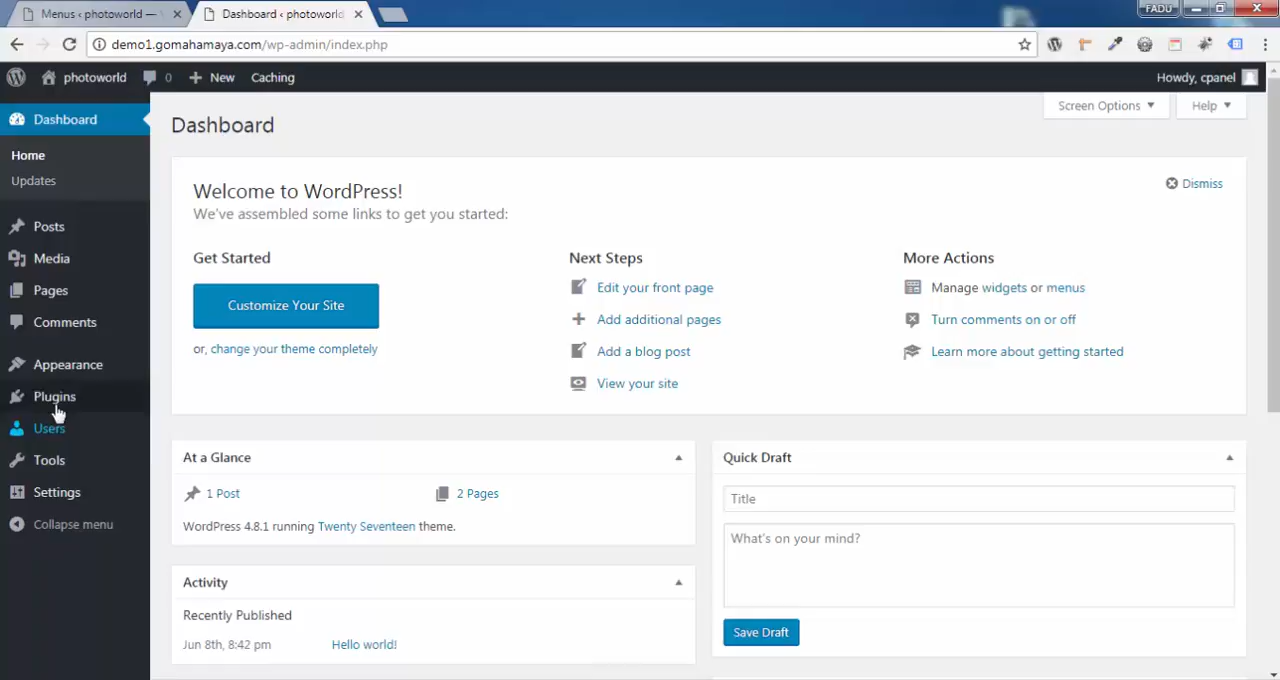 Menus ‹ photoworld — V
Dashboard ‹ photoworld
FADU
demo1.gomahamaya.com/wp-admin/index.php
photoworld
0
New
Caching
Howdy, cpanel
Dashboard
Home
Updates
Posts
Media
Pages
Comments
Appearance
Plugins
Users
Tools
Settings
Collapse menu
Screen Options
Help
Dashboard
Welcome to WordPress!
We've assembled some links to get you started:
Dismiss
Get Started
Customize Your Site
or, change your theme completely
Next Steps
Edit your front page
Add additional pages
Add a blog post
View your site
More Actions
Manage widgets or menus
Turn comments on or off
Learn more about getting started
At a Glance
1 Post
2 Pages
WordPress 4.8.1 running Twenty Seventeen theme.
Activity
Recently Published
Jun 8th, 8:42 pm
Hello world!
Quick Draft
Title
What's on your mind?
Save Draft